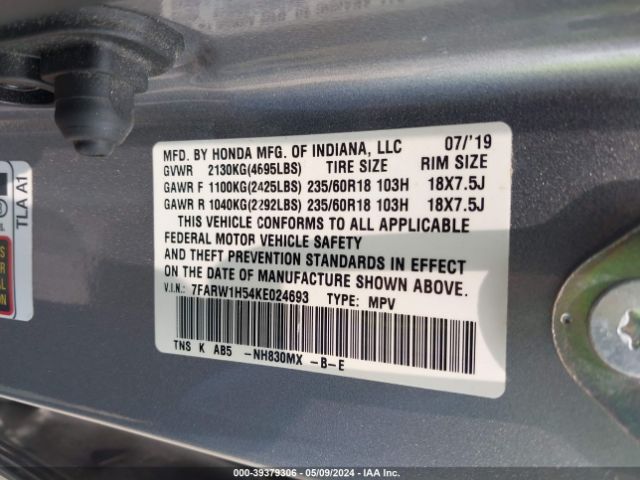 MFD. BY HONDA MFG. OF INDIANA, LLC 07/'19
GVWR 2130KG(4695LBS) TIRE SIZE RIM SIZE
GAWR F 1100KG(2425LBS) 235/60R18 103H 18X7.5J
GAWR R 1040KG(2292LBS) 235/60R18 103H 18X7.5J
THIS VEHICLE CONFORMS TO ALL APPLICABLE
FEDERAL MOTOR VEHICLE SAFETY
AND THEFT PREVENTION STANDARDS IN EFFECT
ON THE DATE OF MANUFACTURE SHOWN ABOVE.
V.I.N.: 7FARW1H54KE024693 TYPE: MPV
TNS K AB5 -NH830MX -B-E
TLA A1
000-39379306 - 05/09/2024 - IAA Inc.